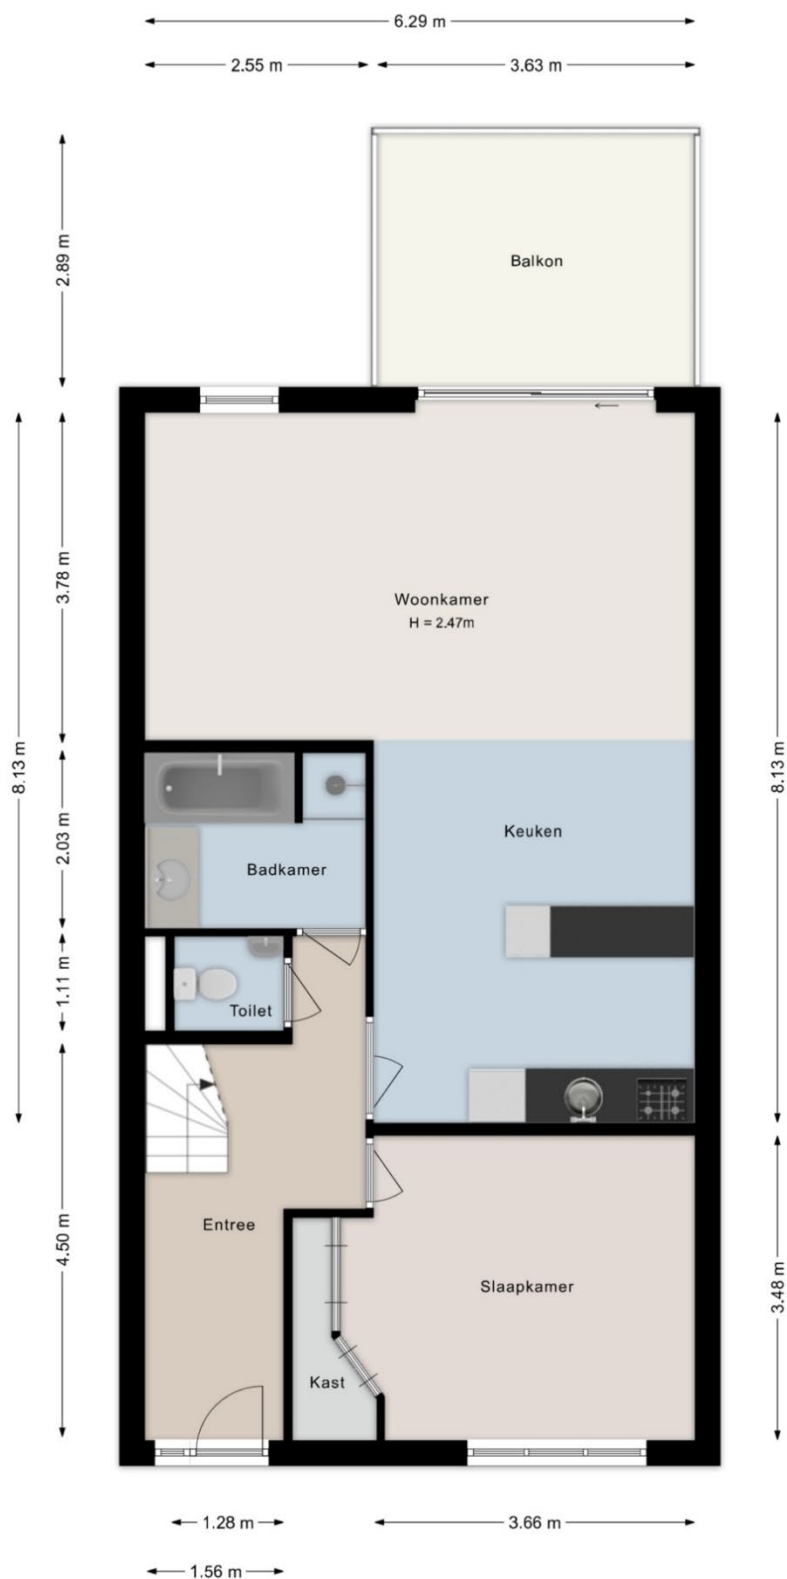 6.29 m
2.55 m
3.63 m
2.89 m
Balkon
3.78 m
Woonkamer
H = 2.47m
8.13 m
8.13 m
2.03 m
Keuken
Badkamer
1.11 m
Toilet
4.50 m
Entree
3.48 m
Slaapkamer
Kast
1.28 m
3.66 m
1.56 m